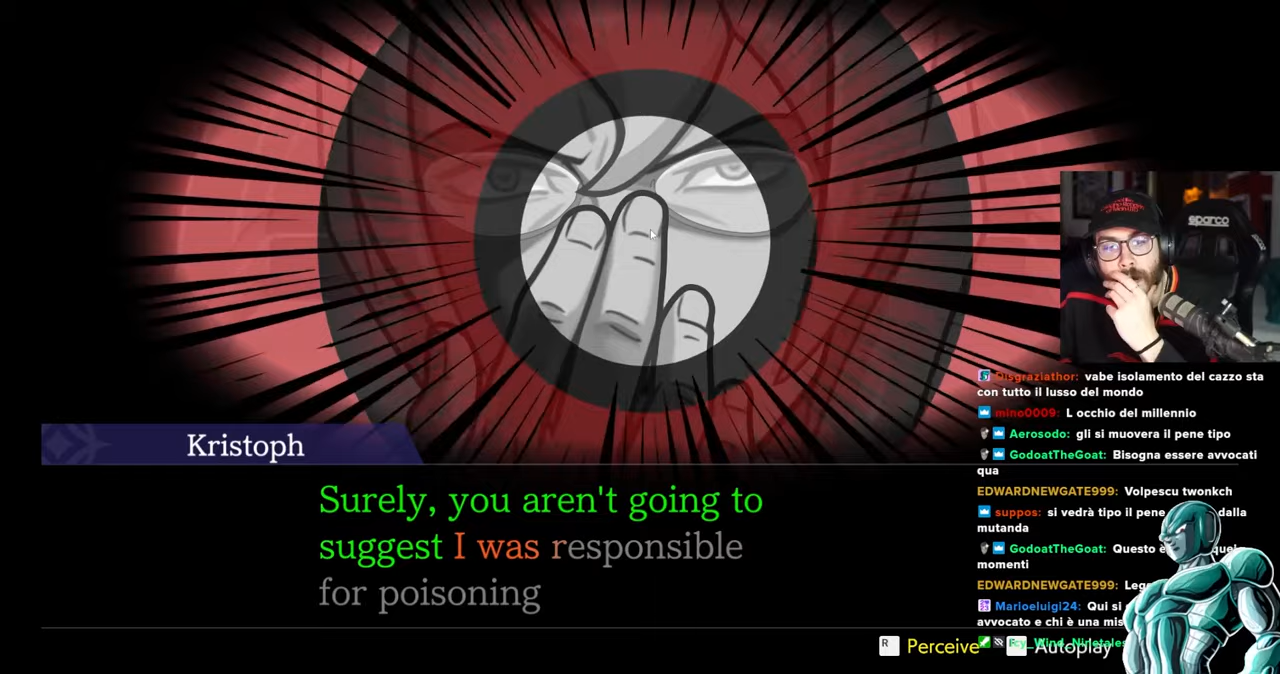 sparco
Kristoph
Surely, you aren't going to
suggest I was responsible
for poisoning
R Perceive Autoplay
Disgraziathor: vabe isolamento del cazzo sta
con tutto il lusso del mondo
mino0009: L occhio del millennio
Aerosodo: gli si muovera il pene tipo
GodoatTheGoat: Bisogna essere avvocati
qua
EDWARDNEWGATE999: Volpescu twonkch
suppos: si vedrà tipo il pene dalla
mutanda
GodoatTheGoat: Questo è
momenti
EDWARDNEWGATE999:
Marioeluigi24: Qui si
avvocato e chi è una